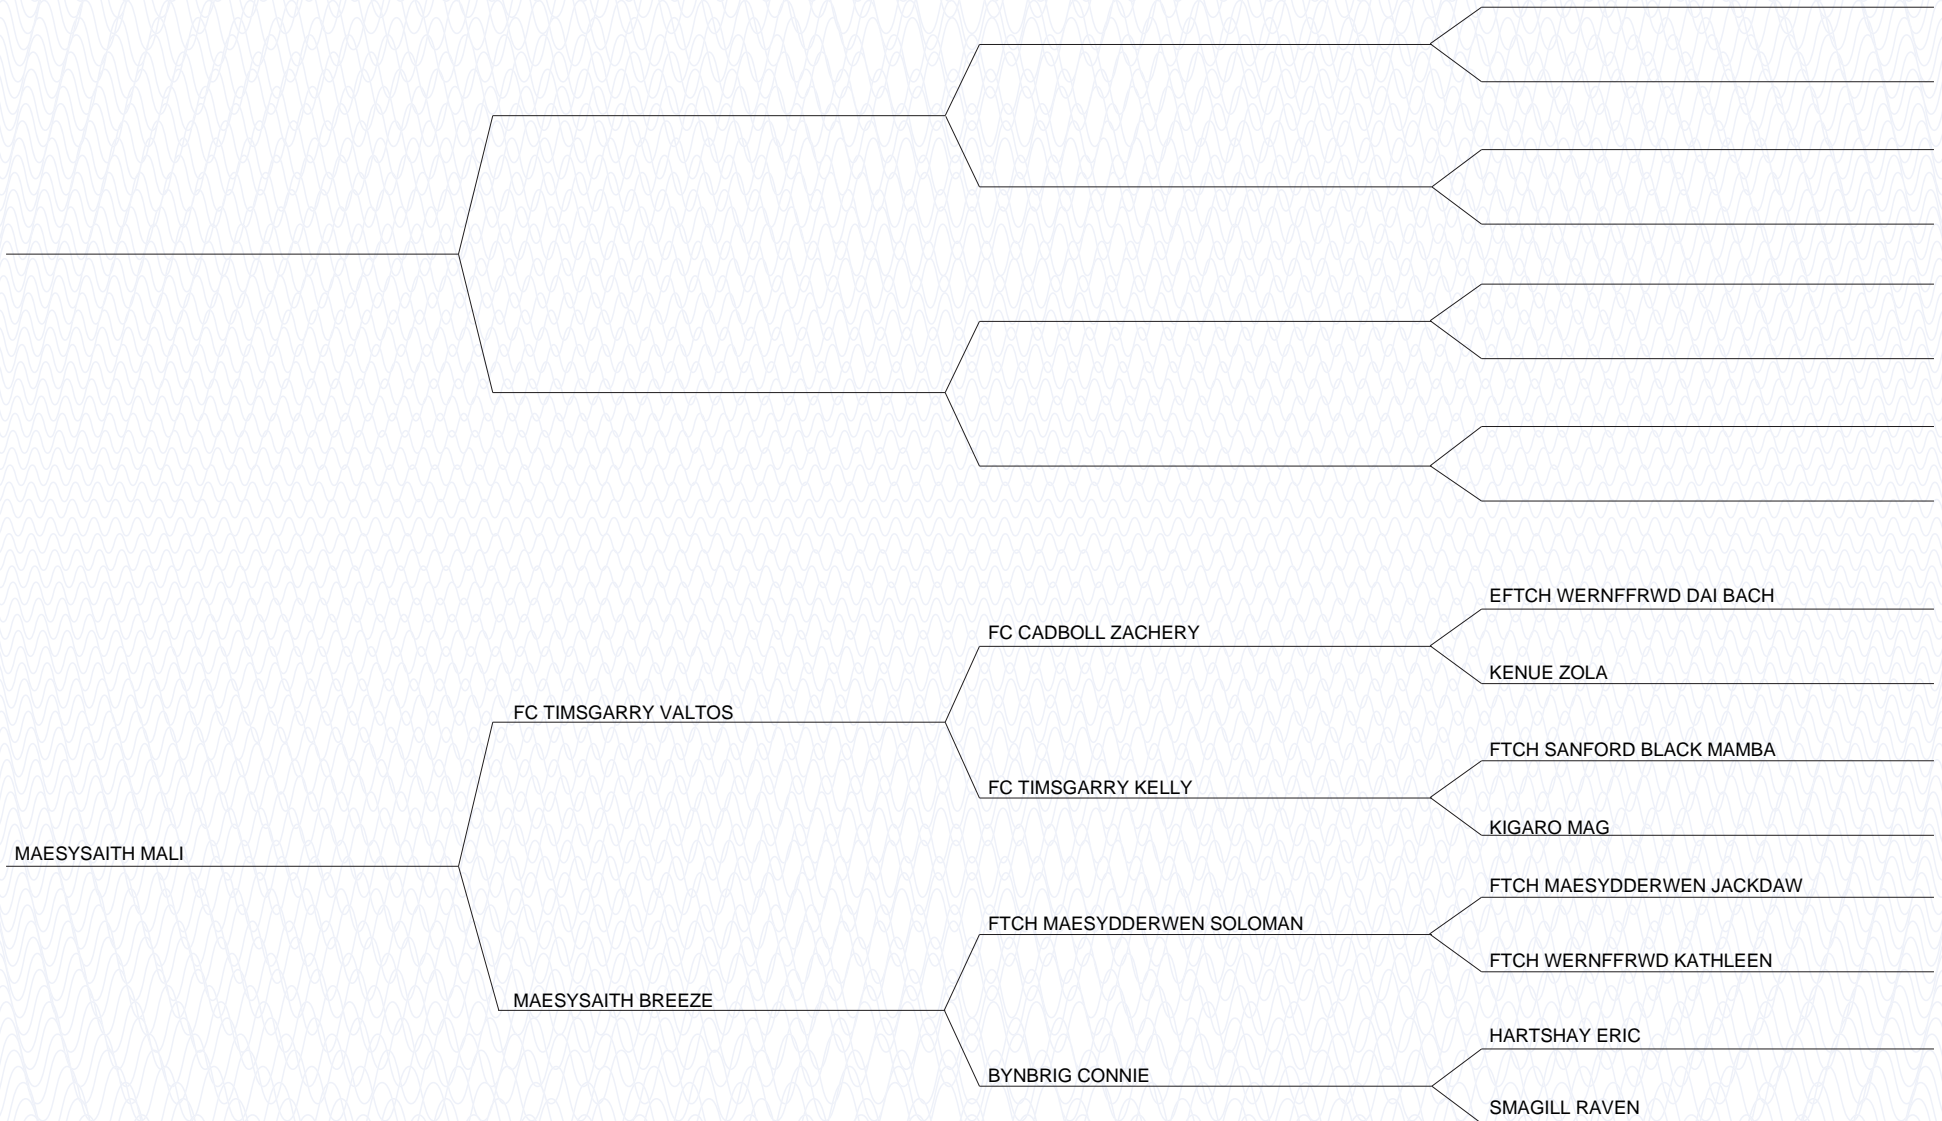 EFTCH WERNFFRWD DAI BACH
FC CADBOLL ZACHERY
KENUE ZOLA
FC TIMSGARRY VALTOS
FTCH SANFORD BLACK MAMBA
FC TIMSGARRY KELLY
KIGARO MAG
MAESYSAITH MALI
FTCH MAESYDDERWEN JACKDAW
FTCH MAESYDDERWEN SOLOMAN
FTCH WERNFFRWD KATHLEEN
MAESYSAITH BREEZE
HARTSHAY ERIC
BYNBRIG CONNIE
SMAGILL RAVEN